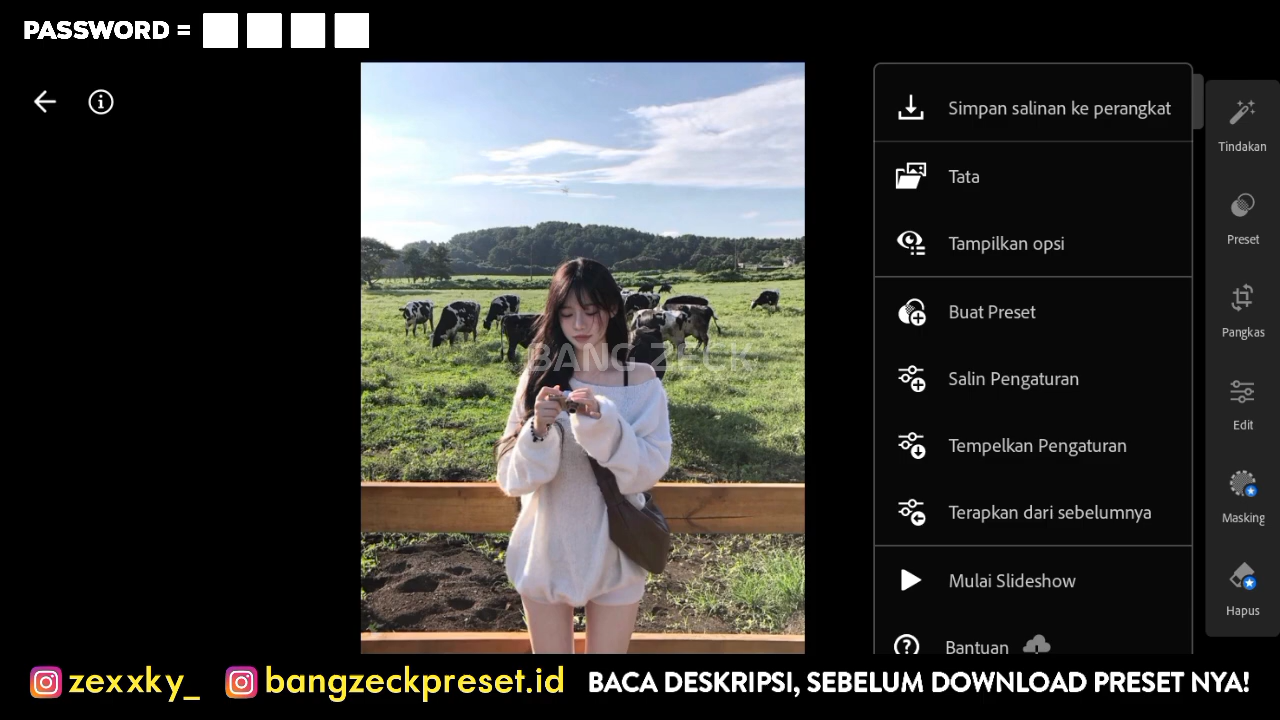 PASSWORD =
Simpan salinan ke perangkat
Tata
Tampilkan opsi
Buat Preset
Salin Pengaturan
Tempelkan Pengaturan
Terapkan dari sebelumnya
Mulai Slideshow
Bantuan
Tindakan
Preset
Pangkas
Edit
Masking
Hapus
BANG ZECK
zexxky_
bangzeckpreset.id
BACA DESKRIPSI, SEBELUM DOWNLOAD PRESET NYA!